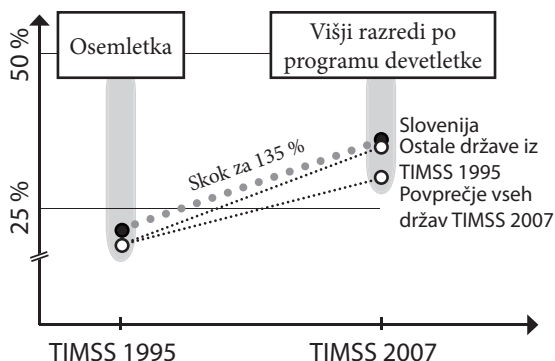 50 %
25 %
Osemletka
Višji razredi po
programu devetletke
Skok za 135 %
Slovenija
Ostale države iz
TIMSS 1995
Povprečje vseh
držav TIMSS 2007
TIMSS 1995
TIMSS 2007